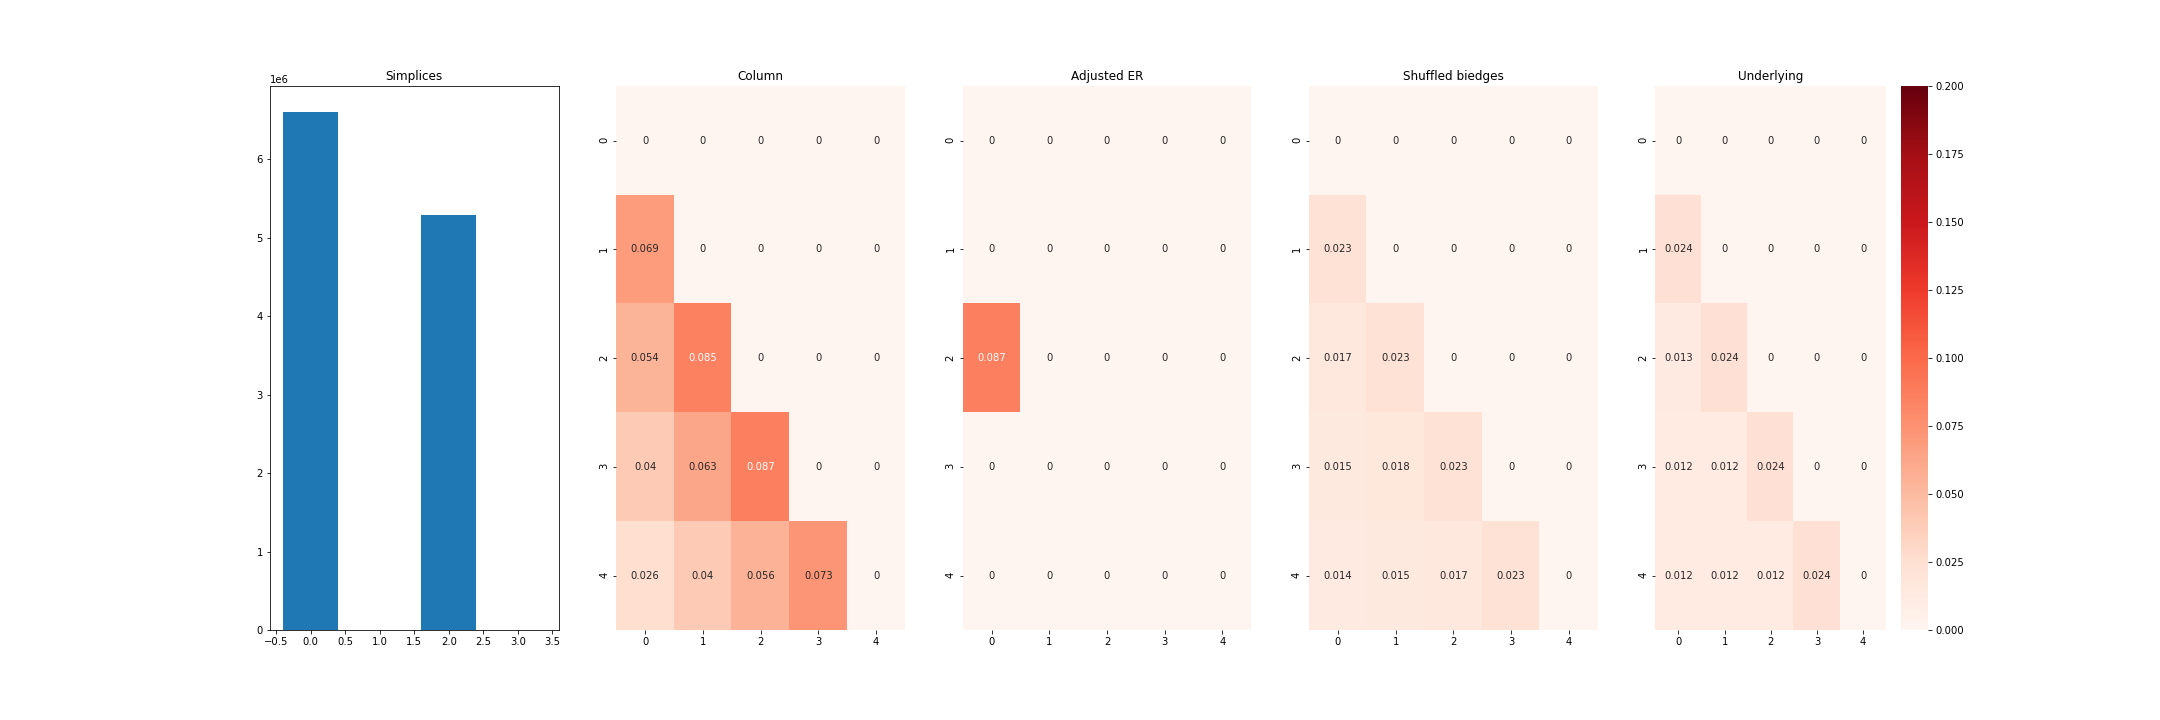 Simplices Column Adjusted ER Shuffled biedges Underlying
1e6
0 1 2 3 4 5 6
−0.5 0.0 0.5 1.0 1.5 2.0 2.5 3.0 3.5
0 0 0 0 0 0
1 0.069 0 0 0 0
2 0.054 0.085 0 0 0
3 0.04 0.063 0.087 0 0
4 0.026 0.04 0.056 0.073 0
0 1 2 3 4
0 0 0 0 0 0
1 0 0 0 0 0
2 0.087 0 0 0 0
3 0 0 0 0 0
4 0 0 0 0 0
0 1 2 3 4
0 0 0 0 0 0
1 0.023 0 0 0 0
2 0.017 0.023 0 0 0
3 0.015 0.018 0.023 0 0
4 0.014 0.015 0.017 0.023 0
0 1 2 3 4
0 0 0 0 0 0
1 0.024 0 0 0 0
2 0.013 0.024 0 0 0
3 0.012 0.012 0.024 0 0
4 0.012 0.012 0.012 0.024 0
0 1 2 3 4
0.200
0.175
0.150
0.125
0.100
0.075
0.050
0.025
0.000